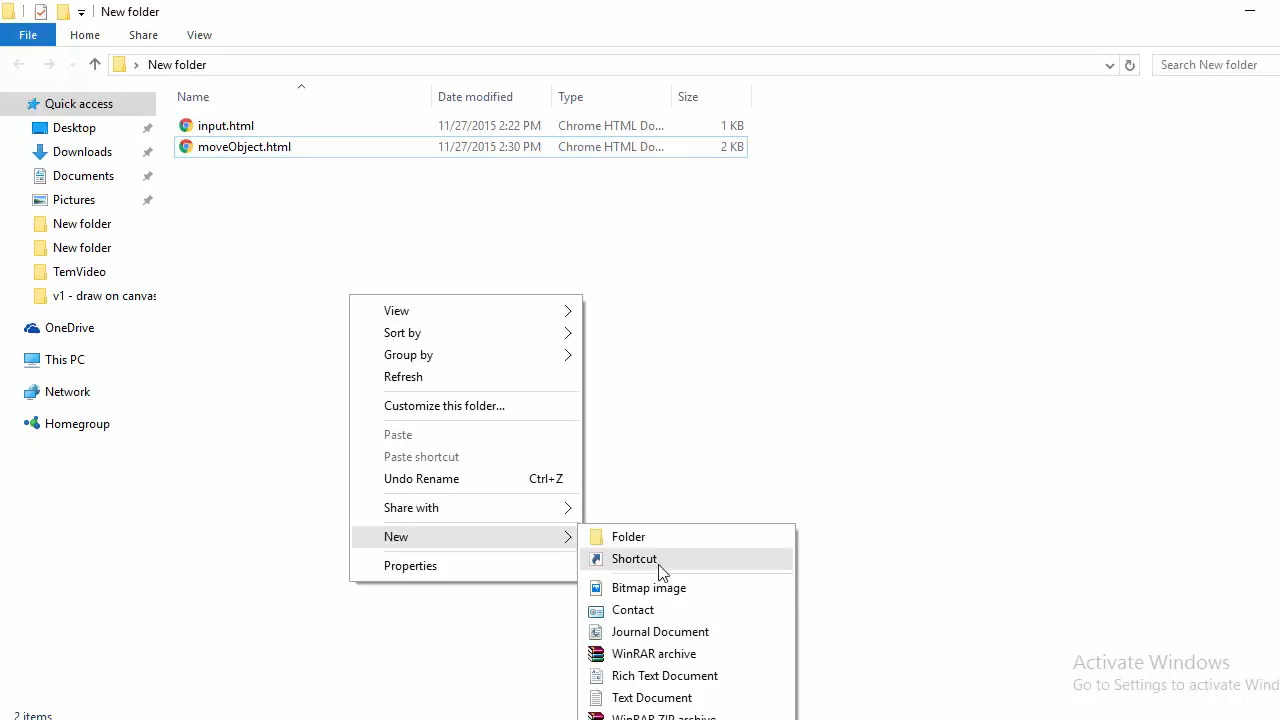 New folder
File Home Share View
New folder
Search New folder
Name Date modified Type Size
Quick access
Desktop
Downloads
Documents
Pictures
New folder
New folder
TemVideo
v1 - draw on canvas
OneDrive
This PC
Network
Homegroup
input.html 11/27/2015 2:22 PM Chrome HTML Do... 1 KB
moveObject.html 11/27/2015 2:30 PM Chrome HTML Do... 2 KB
View
Sort by
Group by
Refresh
Customize this folder...
Paste
Paste shortcut
Undo Rename Ctrl+Z
Share with
New
Properties
Folder
Shortcut
Bitmap image
Contact
Journal Document
WinRAR archive
Rich Text Document
Text Document
WinRAR ZIP archive
Activate Windows
Go to Settings to activate Wind
2 items